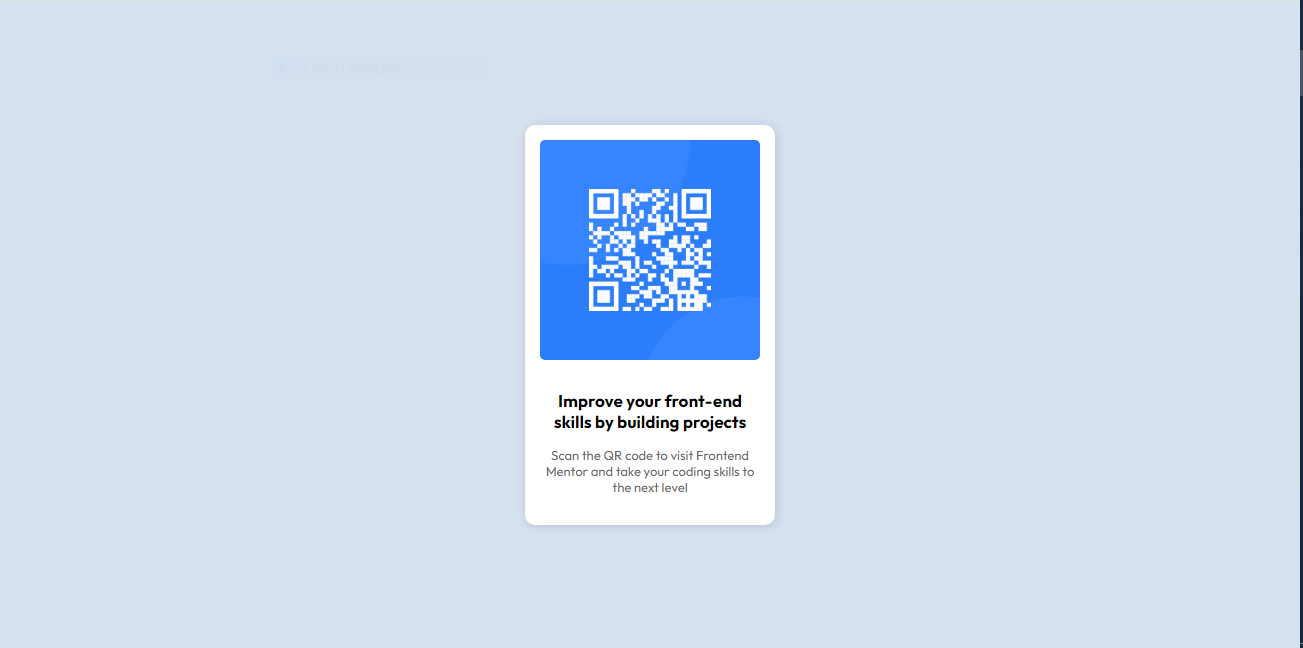 Improve your front-end
skills by building projects
Scan the QR code to visit Frontend
Mentor and take your coding skills to
the next level